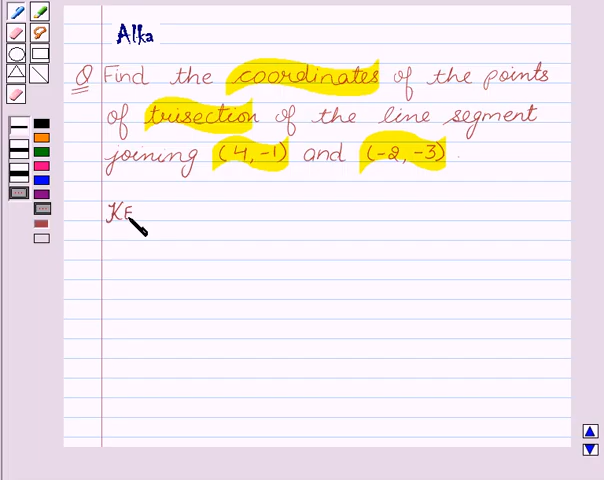 Alka
Q Find the coordinates of the points
of trisection of the line segment
joining (4, -1) and (-2, -3).
KE